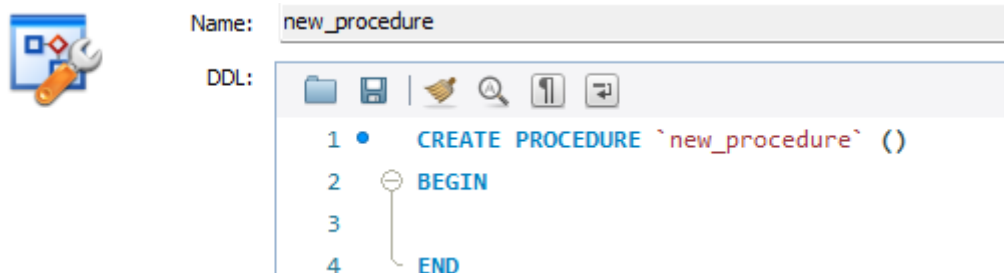 Name: new_procedure
DDL:
1 CREATE PROCEDURE `new_procedure` ()
2 BEGIN
3
4 END